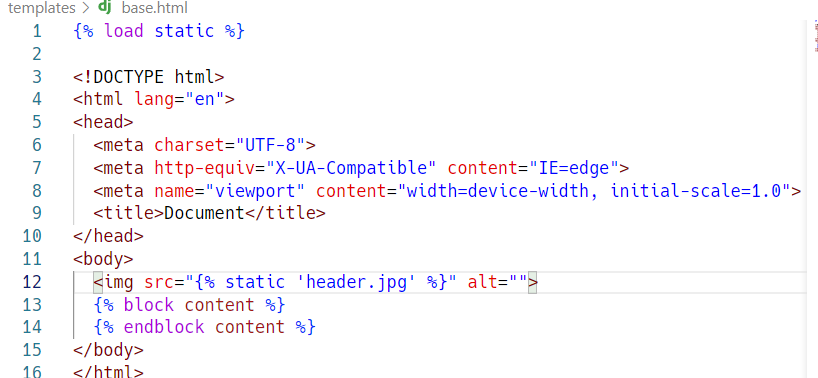 templates > dj base.html
1 {% load static %}
2
3 <!DOCTYPE html>
4 <html lang="en">
5 <head>
6 <meta charset="UTF-8">
7 <meta http-equiv="X-UA-Compatible" content="IE=edge">
8 <meta name="viewport" content="width=device-width, initial-scale=1.0">
9 <title>Document</title>
10 </head>
11 <body>
12 <img src="{% static 'header.jpg' %}" alt="">
13 {% block content %}
14 {% endblock content %}
15 </body>
16 </html>